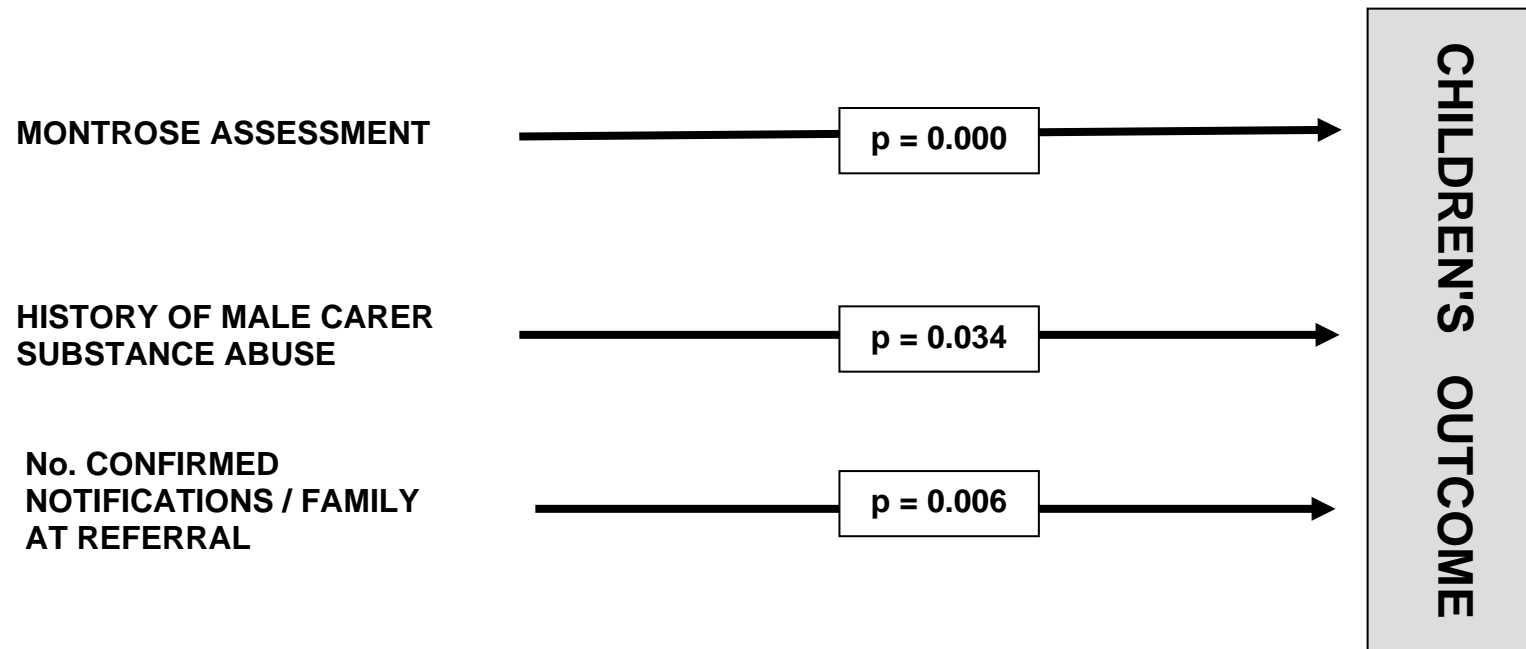 MONTROSE ASSESSMENT
p = 0.000
HISTORY OF MALE CARER
SUBSTANCE ABUSE
p = 0.034
No. CONFIRMED
NOTIFICATIONS / FAMILY
AT REFERRAL
p = 0.006
CHILDREN'S OUTCOME